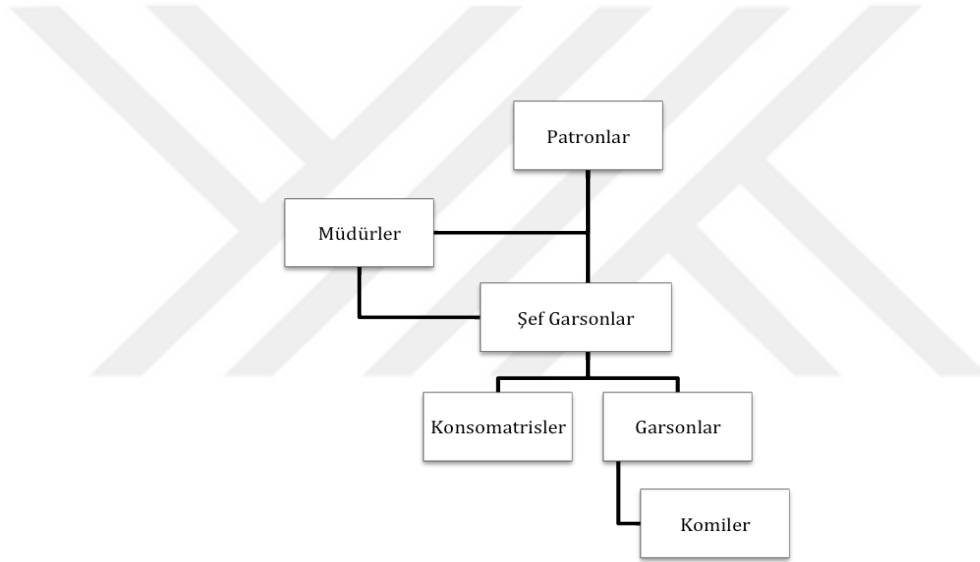 Patronlar
Müdürler
Şef Garsonlar
Konsomatrisler
Garsonlar
Komiler